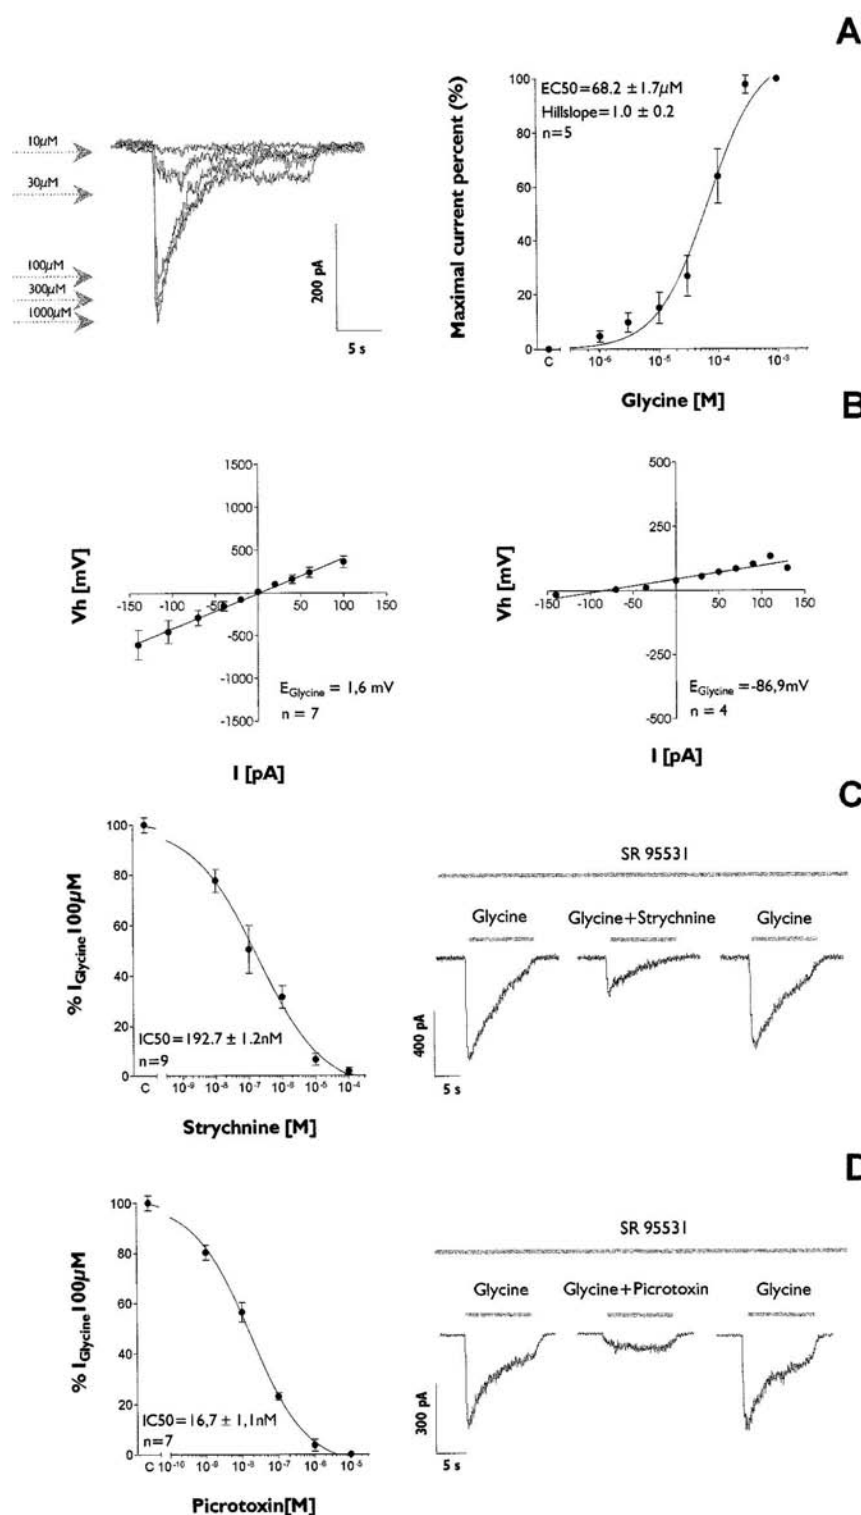 A
10µM
30µM
100µM
300µM
1000µM
200 pA
5 s
Maximal current percent (%)
100
80
60
40
20
0
EC50=68.2 ±1.7µM
Hillslope=1.0 ± 0.2
n=5
C 10⁻⁶ 10⁻⁵ 10⁻⁴ 10⁻³
Glycine [M]
B
Vh [mV]
1500
1000
500
-150 -100 -50 0 50 100 150
-500
-1000
-1500
E_Glycine = 1,6 mV
n = 7
I [pA]
Vh [mV]
500
250
-150 -100 -50 0 50 100 150
-250
-500
E_Glycine =-86,9mV
n = 4
I [pA]
C
% I_Glycine 100µM
100
80
60
40
20
0
IC50=192.7 ± 1.2nM
n=9
C 10⁻⁹ 10⁻⁸ 10⁻⁷ 10⁻⁶ 10⁻⁵ 10⁻⁴
Strychnine [M]
SR 95531
Glycine Glycine+Strychnine Glycine
400 pA
5 s
D
% I_Glycine 100µM
100
80
60
40
20
0
IC50=16,7 ± 1,1nM
n=7
C 10⁻¹⁰ 10⁻⁹ 10⁻⁸ 10⁻⁷ 10⁻⁶ 10⁻⁵
Picrotoxin[M]
SR 95531
Glycine Glycine+Picrotoxin Glycine
300 pA
5 s